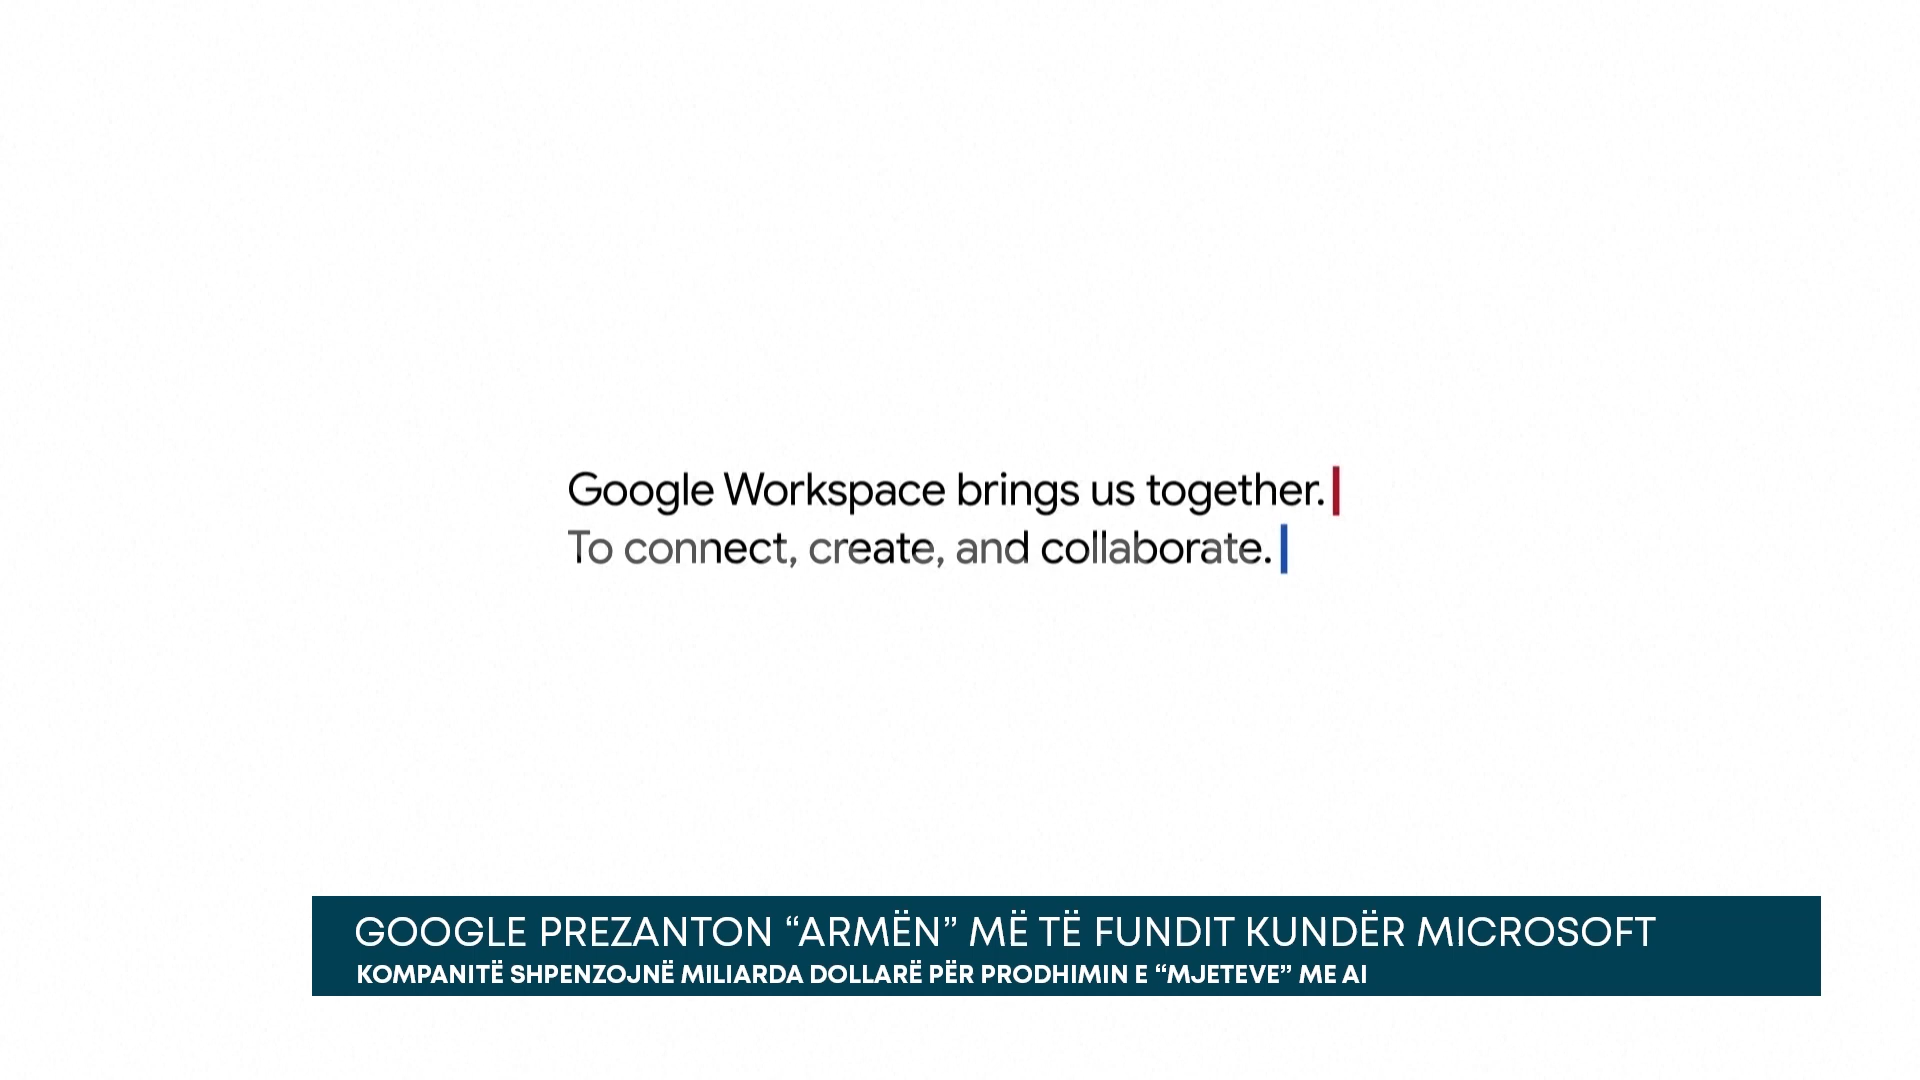 Google Workspace brings us together.
To connect, create, and collaborate.
GOOGLE PREZANTON “ARMËN” MË TË FUNDIT KUNDËR MICROSOFT
KOMPANITË SHPENZOJNË MILIARDA DOLLARË PËR PRODHIMIN E “MJETEVE” ME AI